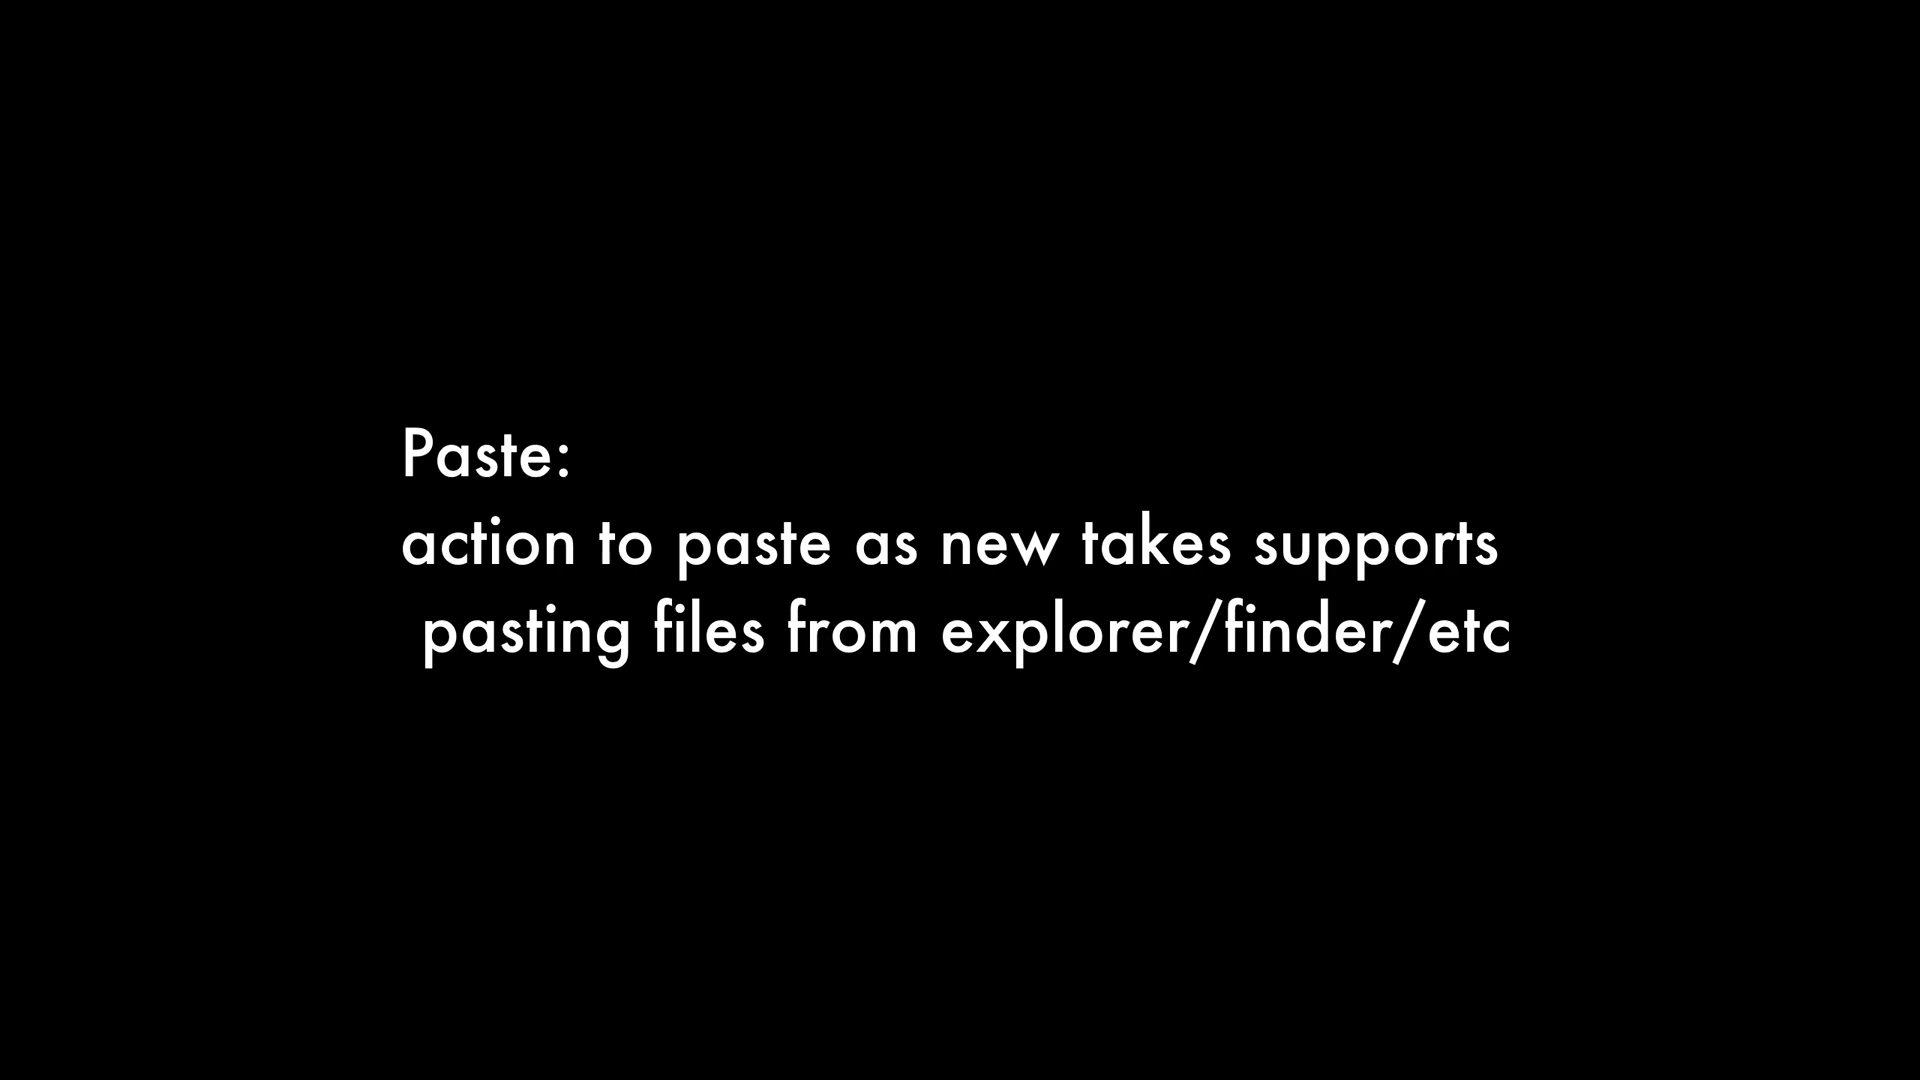 Paste:
action to paste as new takes supports
pasting files from explorer/finder/etc